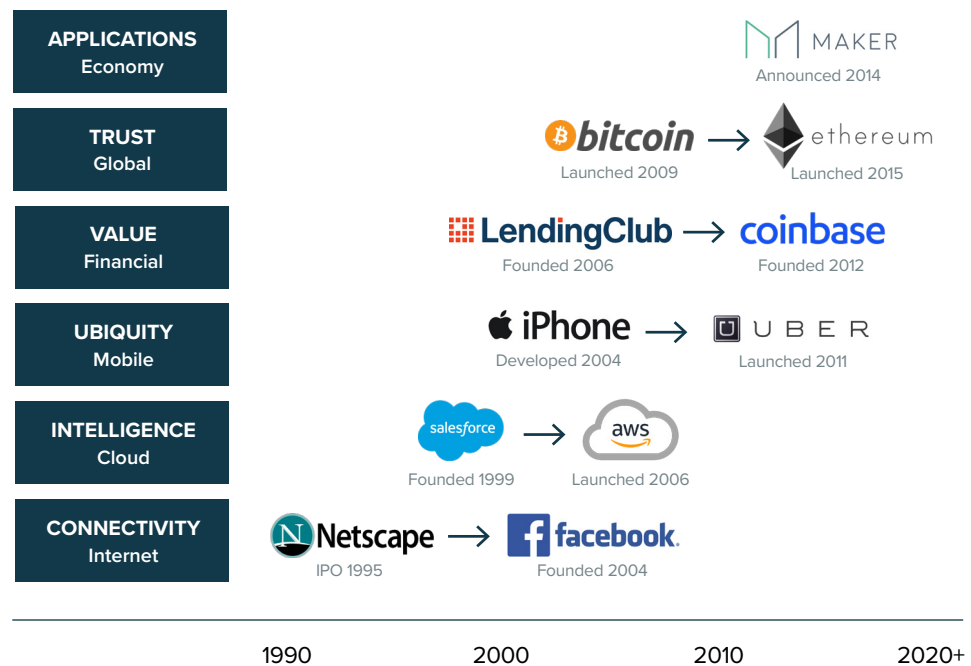 APPLICATIONS
Economy
MAKER
Announced 2014
TRUST
Global
bitcoin
ethereum
Launched 2009
Launched 2015
VALUE
Financial
LendingClub
coinbase
Founded 2006
Founded 2012
UBIQUITY
Mobile
iPhone
U UBER
Developed 2004
Launched 2011
INTELLIGENCE
Cloud
salesforce
aws
Founded 1999
Launched 2006
CONNECTIVITY
Internet
N Netscape
f facebook.
IPO 1995
Founded 2004
1990 2000 2010 2020+